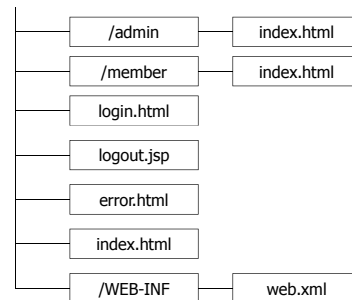 /admin index.html
/member index.html
login.html
logout.jsp
error.html
index.html
/WEB-INF web.xml